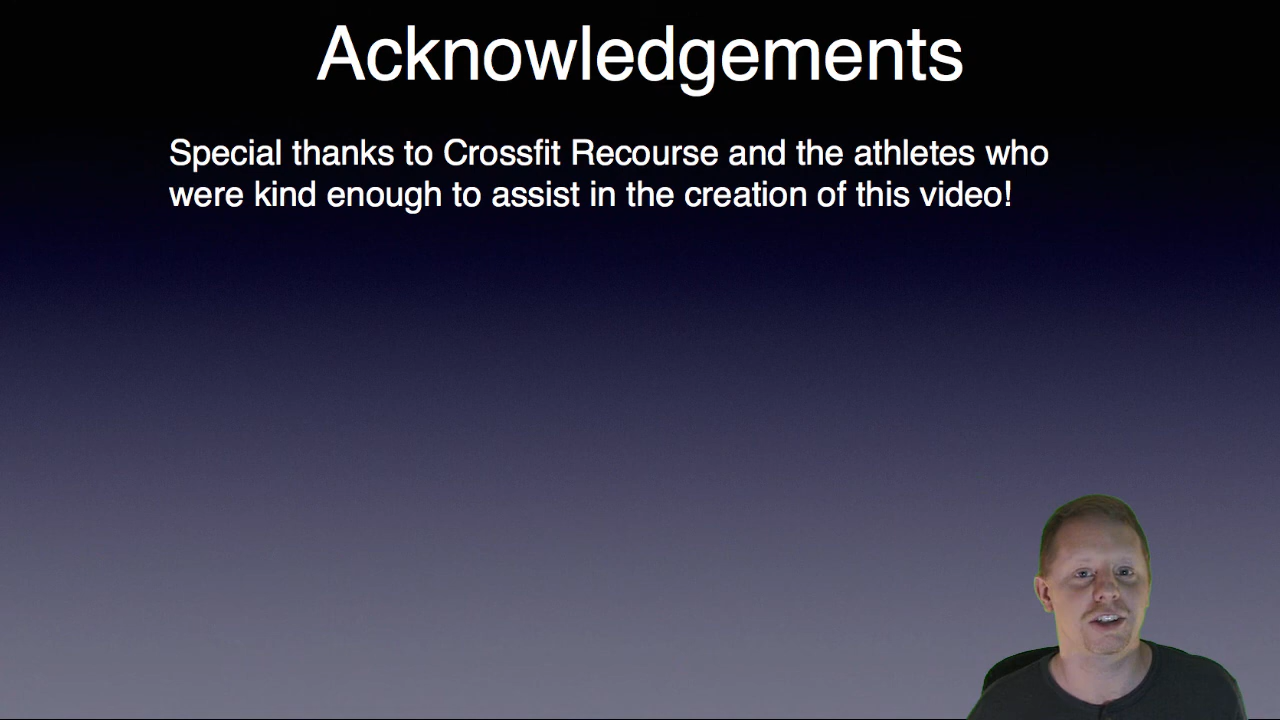 Acknowledgements
Special thanks to Crossfit Recourse and the athletes who
were kind enough to assist in the creation of this video!